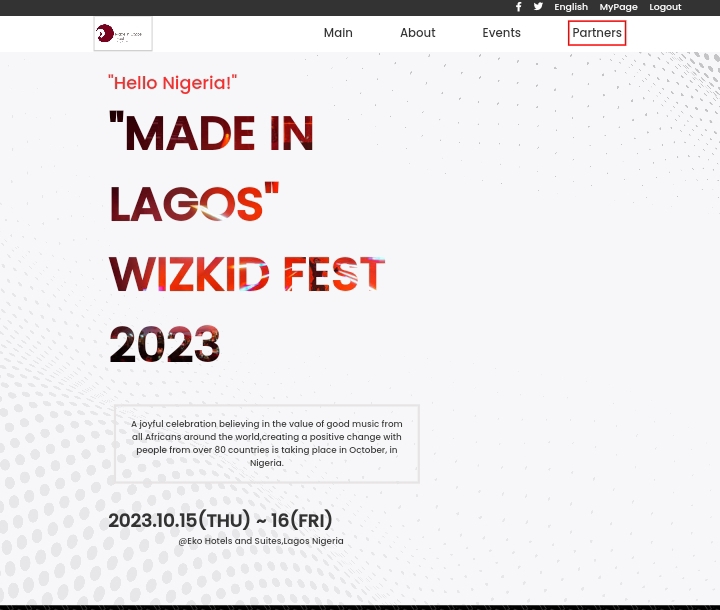 English MyPage Logout
Main About Events Partners
"Hello Nigeria!"
"MADE IN
LAGOS"
WIZKID FEST
2023
A joyful celebration believing in the value of good music from
all Africans around the world,creating a positive change with
people from over 80 countries is taking place in October, in
Nigeria.
2023.10.15(THU) ~ 16(FRI)
@Eko Hotels and Suites,Lagos Nigeria